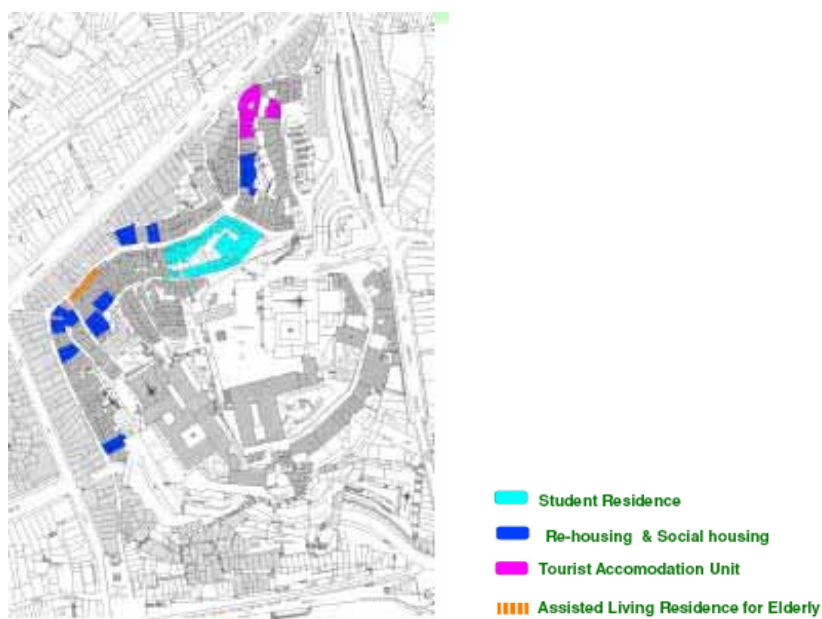 Student Residence
Re-housing & Social housing
Tourist Accomodation Unit
Assisted Living Residence for Elderly